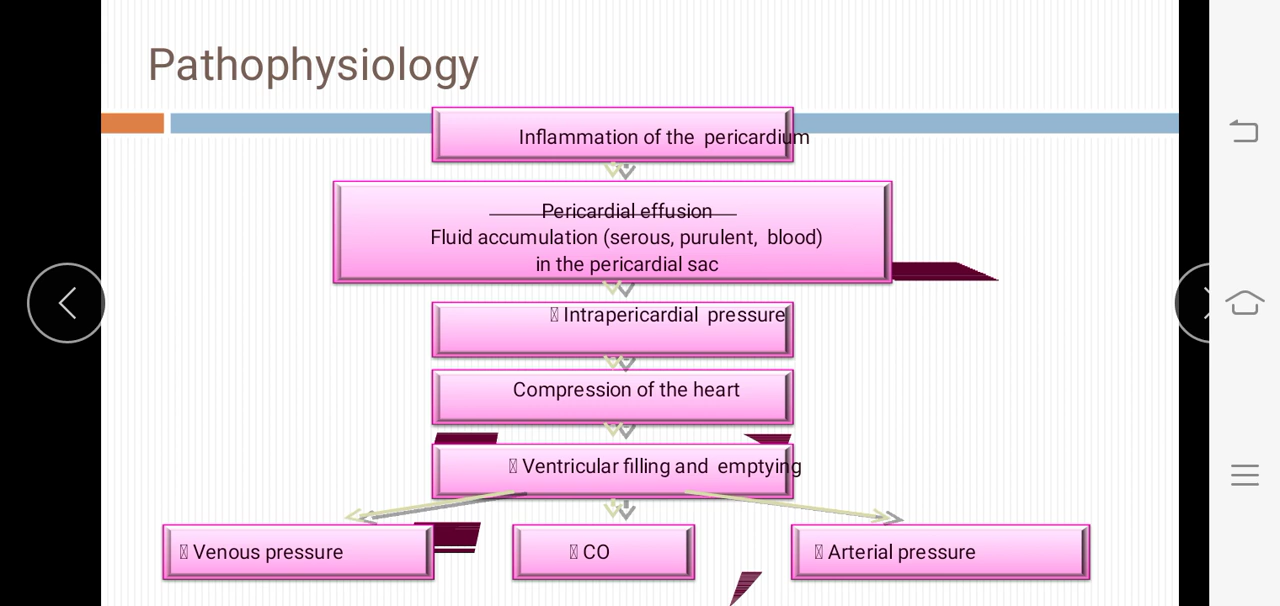 Pathophysiology
Inflammation of the pericardium
Pericardial effusion
Fluid accumulation (serous, purulent, blood)
in the pericardial sac
Intrapericardial pressure
Compression of the heart
Ventricular filling and emptying
Venous pressure
CO
Arterial pressure